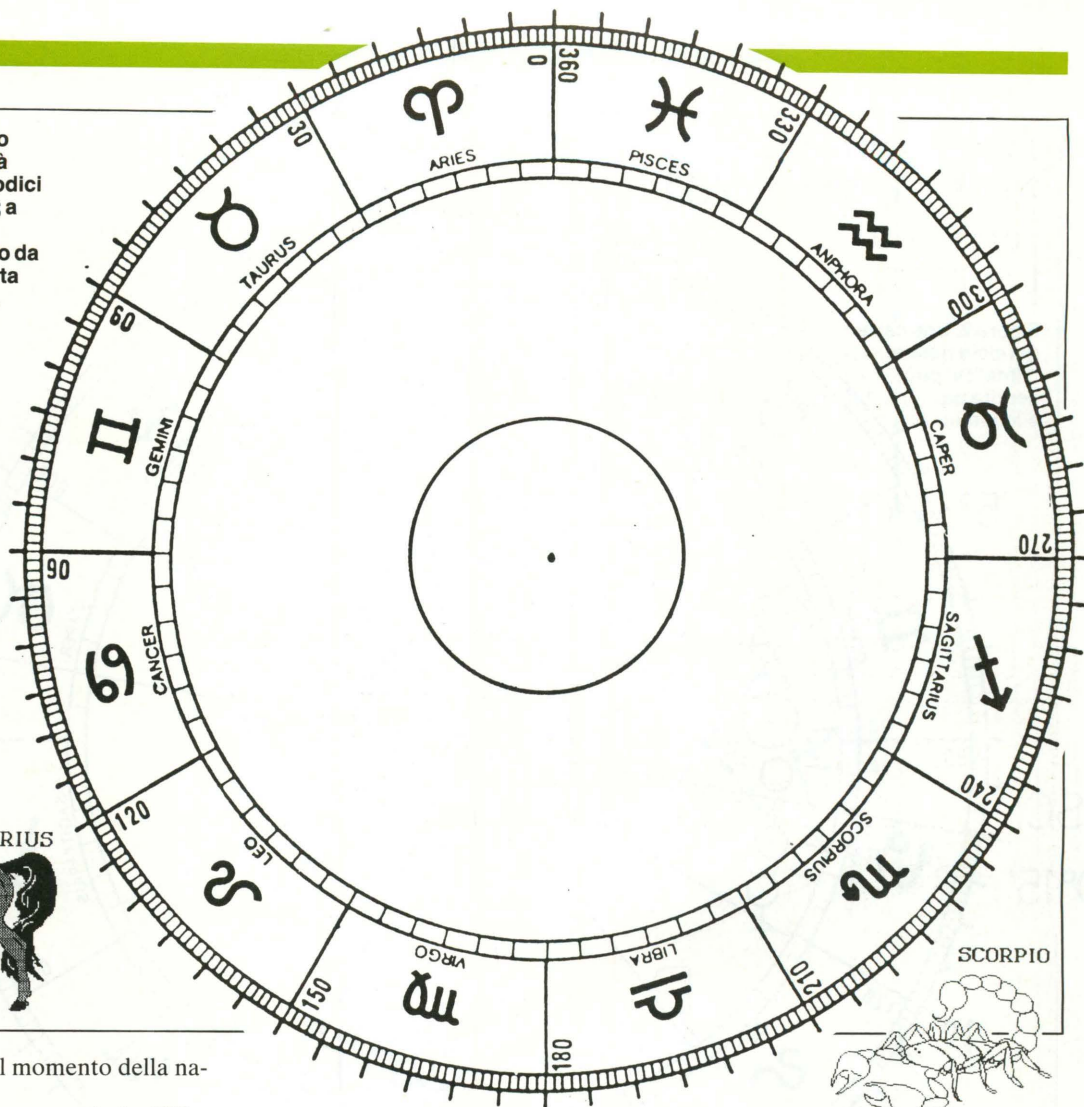 odici
a
o da
ta
0
360
330
300
270
240
210
180
150
120
90
60
30
ARIES
PISCES
ANPHORA
CAPER
SAGITTARIUS
SCORPIUS
LIBRA
VIRGO
LEO
CANCER
GEMINI
TAURUS
RIUS
SCORPIO
l momento della na-